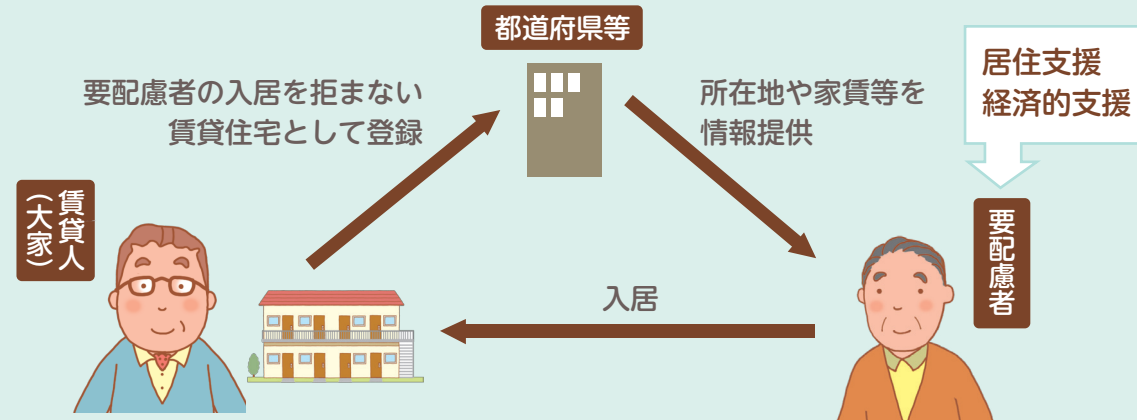 都道府県等
要配慮者の入居を拒まない
賃貸住宅として登録
所在地や家賃等を
情報提供
居住支援
経済的支援
賃貸人
（大家）
要配慮者
入居